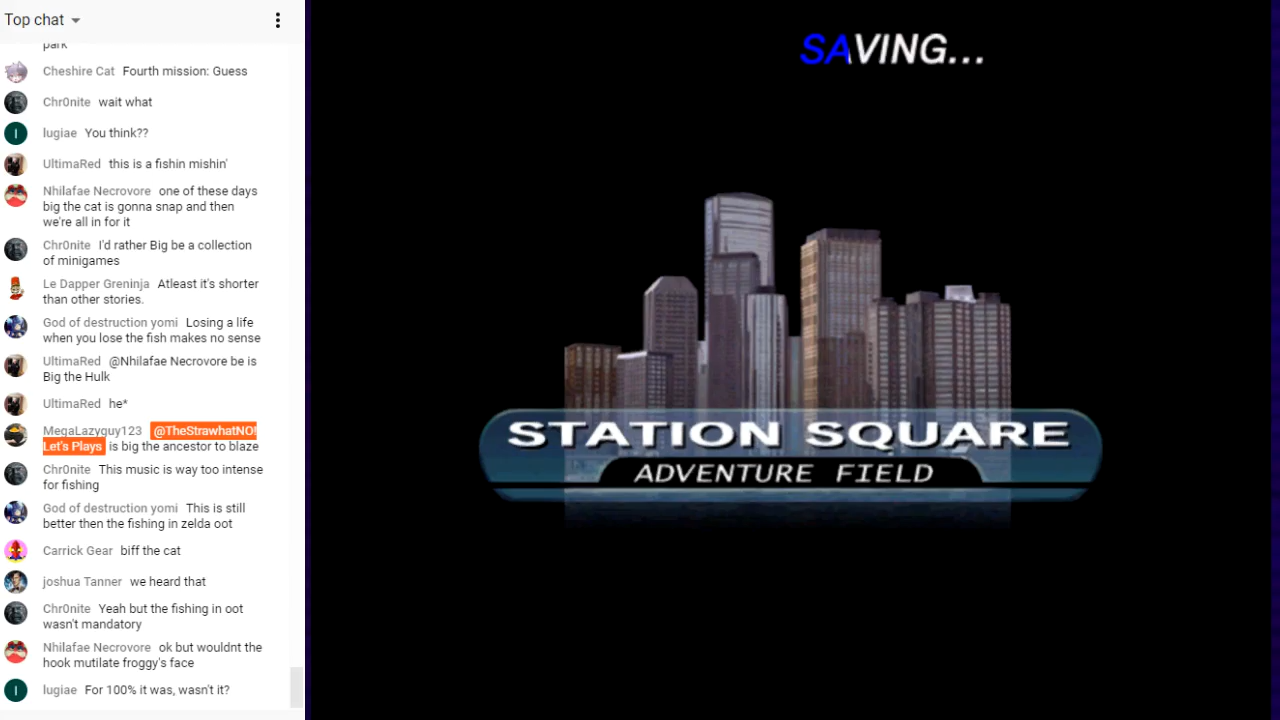 Top chat
park
Cheshire Cat Fourth mission: Guess
Chr0nite wait what
lugiae You think??
UltimaRed this is a fishin mishin'
Nhilafae Necrovore one of these days
big the cat is gonna snap and then
we're all in for it
Chr0nite I'd rather Big be a collection
of minigames
Le Dapper Greninja Atleast it's shorter
than other stories.
God of destruction yomi Losing a life
when you lose the fish makes no sense
UltimaRed @Nhilafae Necrovore be is
Big the Hulk
UltimaRed he*
MegaLazyguy123 @TheStrawhatNO!
Let's Plays is big the ancestor to blaze
Chr0nite This music is way too intense
for fishing
God of destruction yomi This is still
better then the fishing in zelda oot
Carrick Gear biff the cat
joshua Tanner we heard that
Chr0nite Yeah but the fishing in oot
wasn't mandatory
Nhilafae Necrovore ok but wouldnt the
hook mutilate froggy's face
I lugiae For 100% it was, wasn't it?
SAVING...
STATION SQUARE
ADVENTURE FIELD